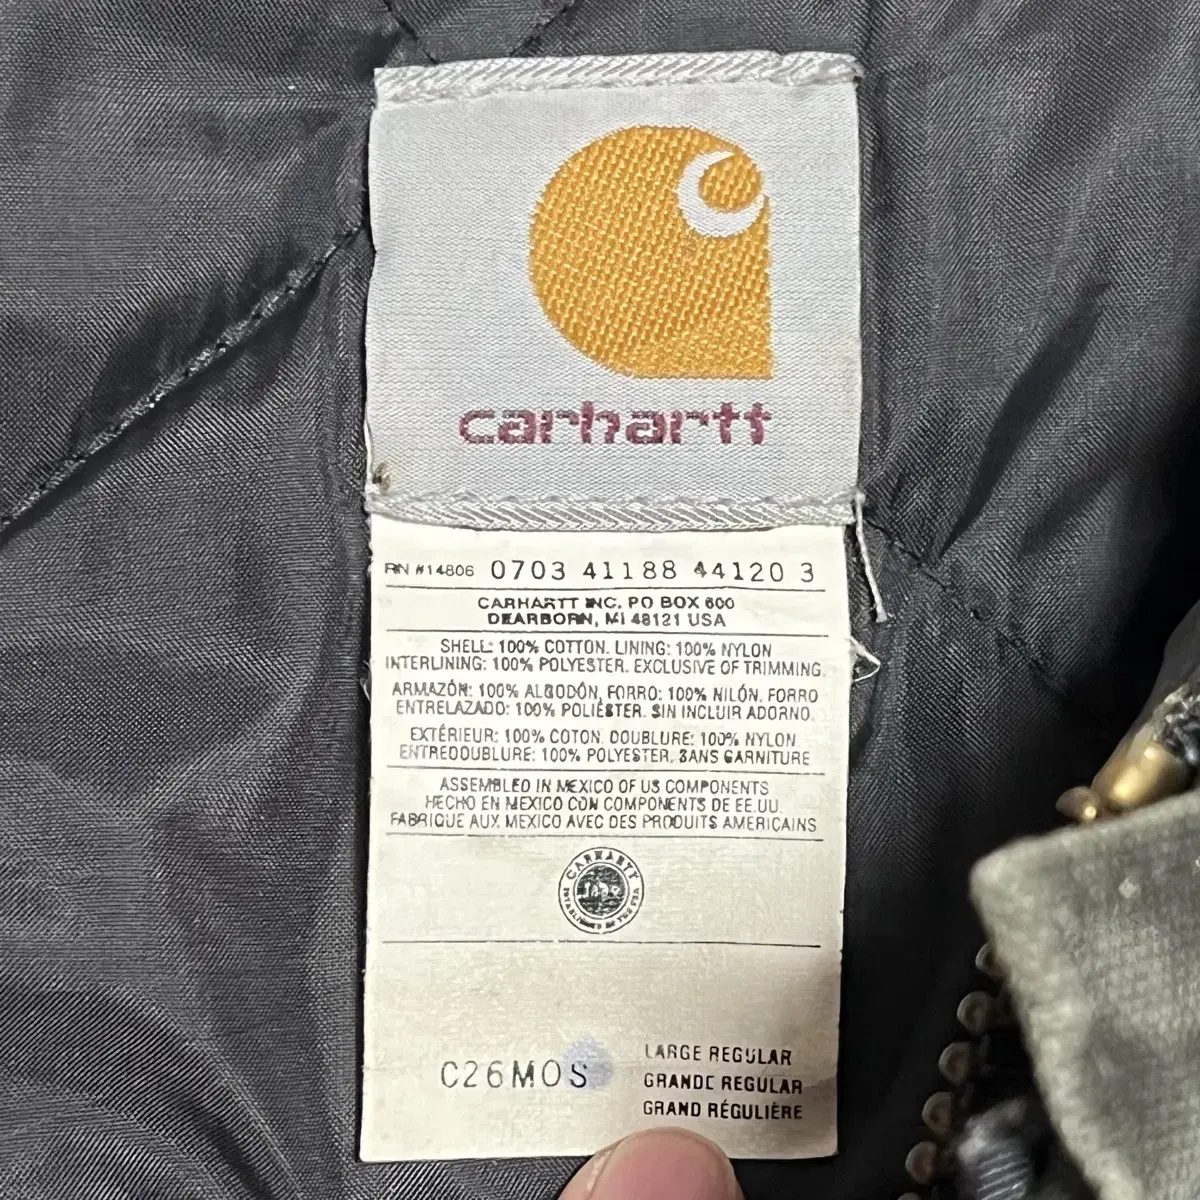 carhartt
RN #14806 0703 41188 44120 3
CARHARTT INC. PO BOX 600
DEARBORN, MI 48121 USA
SHELL: 100% COTTON. LINING: 100% NYLON
INTERLINING: 100% POLYESTER. EXCLUSIVE OF TRIMMING.
ARMAZÓN: 100% ALGODÓN, FORRO: 100% NILÓN. FORRO
ENTRELAZADO: 100% POLIÉSTER. SIN INCLUIR ADORNO.
EXTÉRIEUR: 100% COTON. DOUBLURE: 100% NYLON
ENTREDOUBLURE: 100% POLYESTER. SANS GARNITURE
ASSEMBLED IN MEXICO OF US COMPONENTS
HECHO EN MEXICO CON COMPONENTS DE EE.UU.
FABRIQUE AUX MEXICO AVEC DES PRODUITS AMERICAINS
CARHARTT
ESTABLISHED IN THE USA
C26MOS
LARGE REGULAR
GRANDE REGULAR
GRAND RÉGULIÈRE